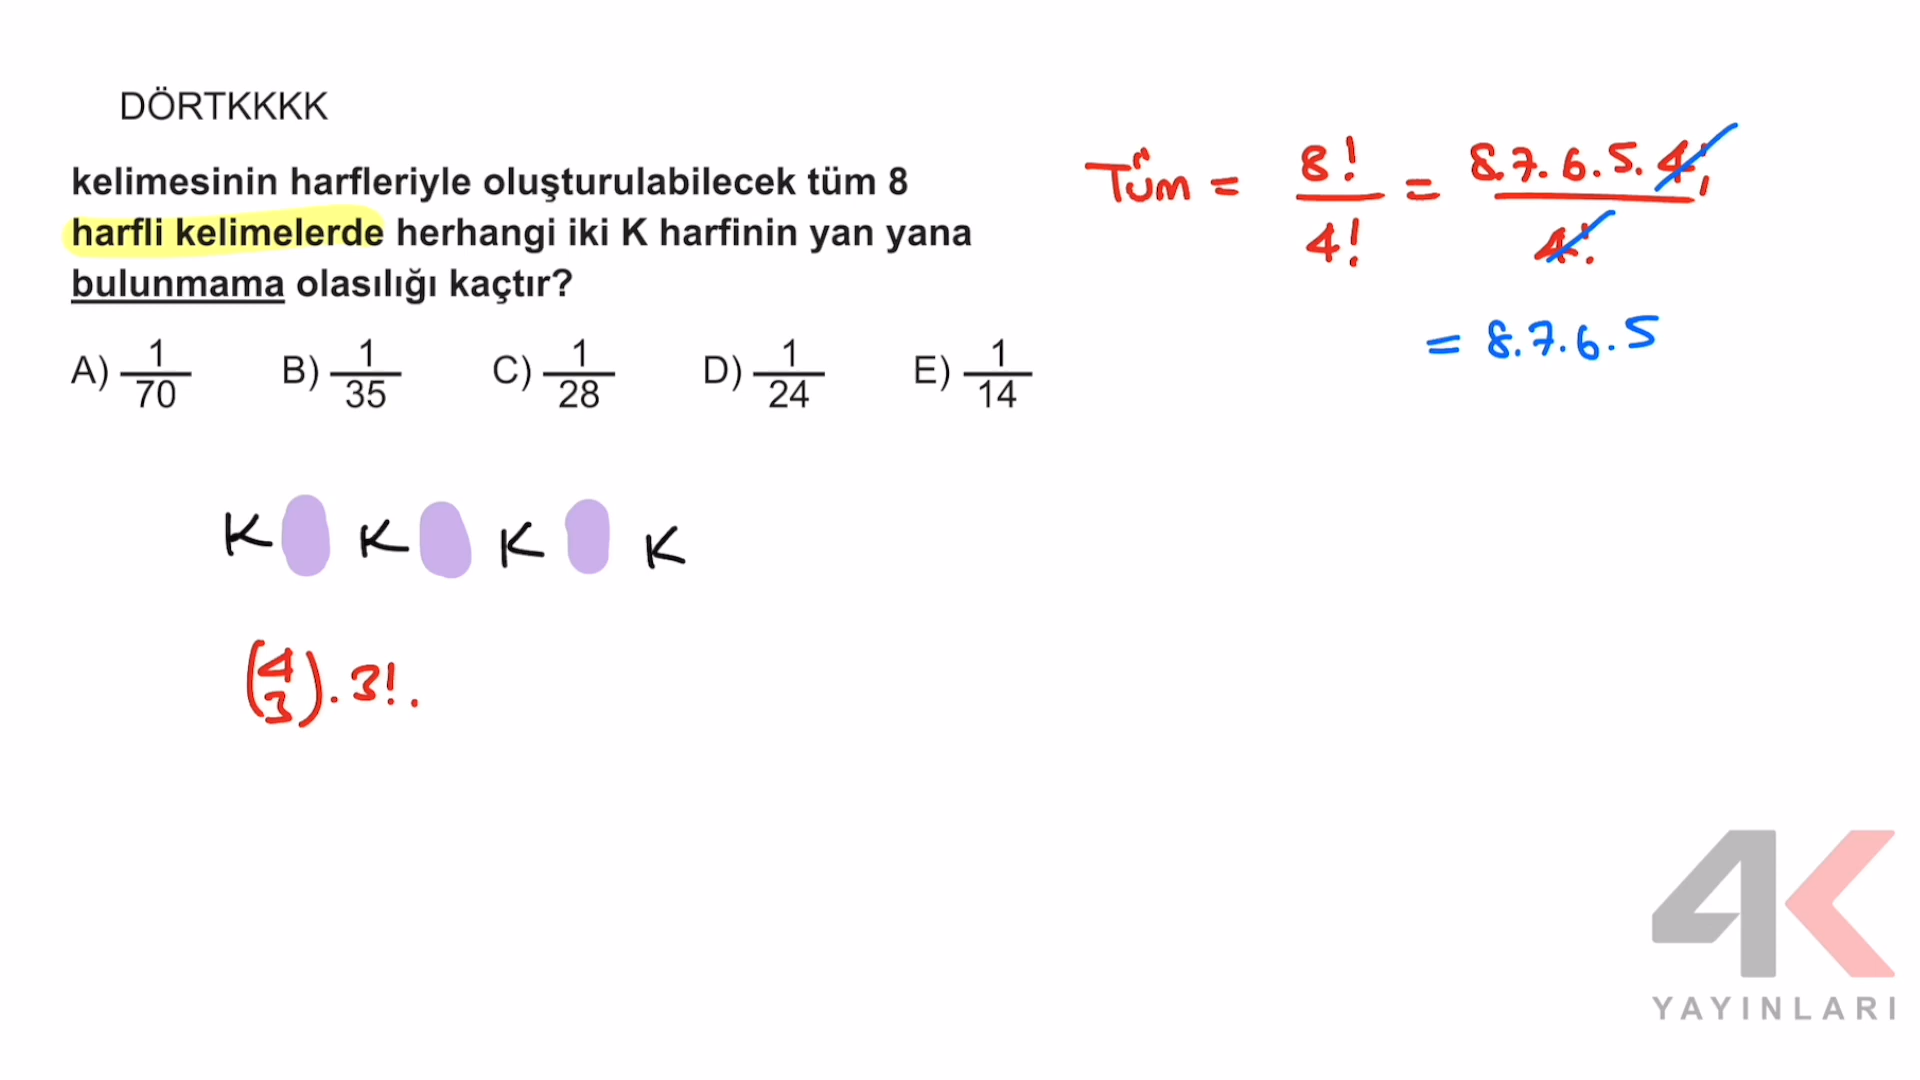 DÖRTKKKK
kelimesinin harfleriyle oluşturulabilecek tüm 8
harfli kelimelerde herhangi iki K harfinin yan yana
bulunmama olasılığı kaçtır?
A) 1/70 B) 1/35 C) 1/28 D) 1/24 E) 1/14
Tüm = 8!/4! = 8.7.6.5.4!/4!
= 8.7.6.5
K K K K
(4 3).3!.
4K
YAYINLARI